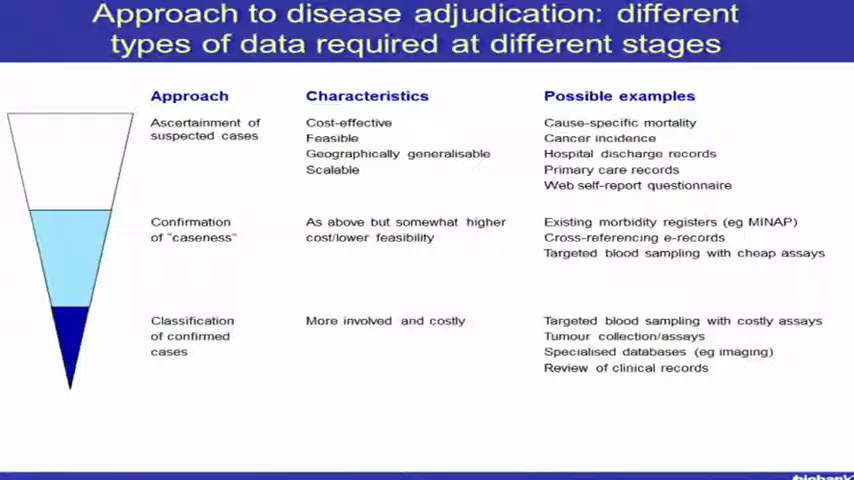 Approach to disease adjudication: different
types of data required at different stages
Approach
Characteristics
Possible examples
Ascertainment of
suspected cases
Cost-effective
Feasible
Geographically generalisable
Scalable
Cause-specific mortality
Cancer incidence
Hospital discharge records
Primary care records
Web self-report questionnaire
Confirmation
of "caseness"
As above but somewhat higher
cost/lower feasibility
Existing morbidity registers (eg MINAP)
Cross-referencing e-records
Targeted blood sampling with cheap assays
Classification
of confirmed
cases
More involved and costly
Targeted blood sampling with costly assays
Tumour collection/assays
Specialised databases (eg imaging)
Review of clinical records
biobank